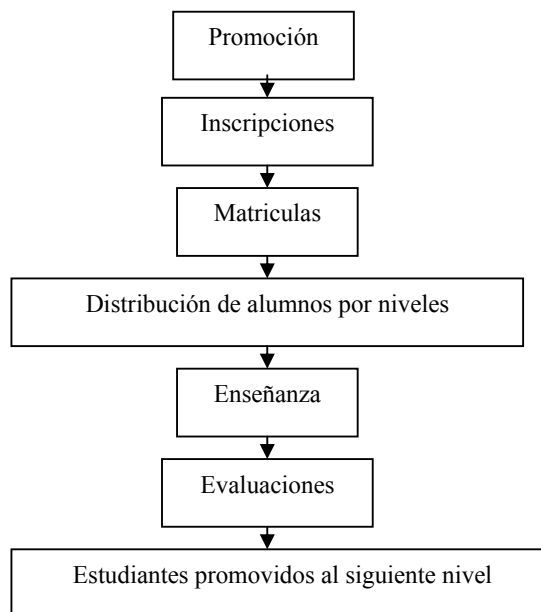 Promoción
Inscripciones
Matriculas
Distribución de alumnos por niveles
Enseñanza
Evaluaciones
Estudiantes promovidos al siguiente nivel